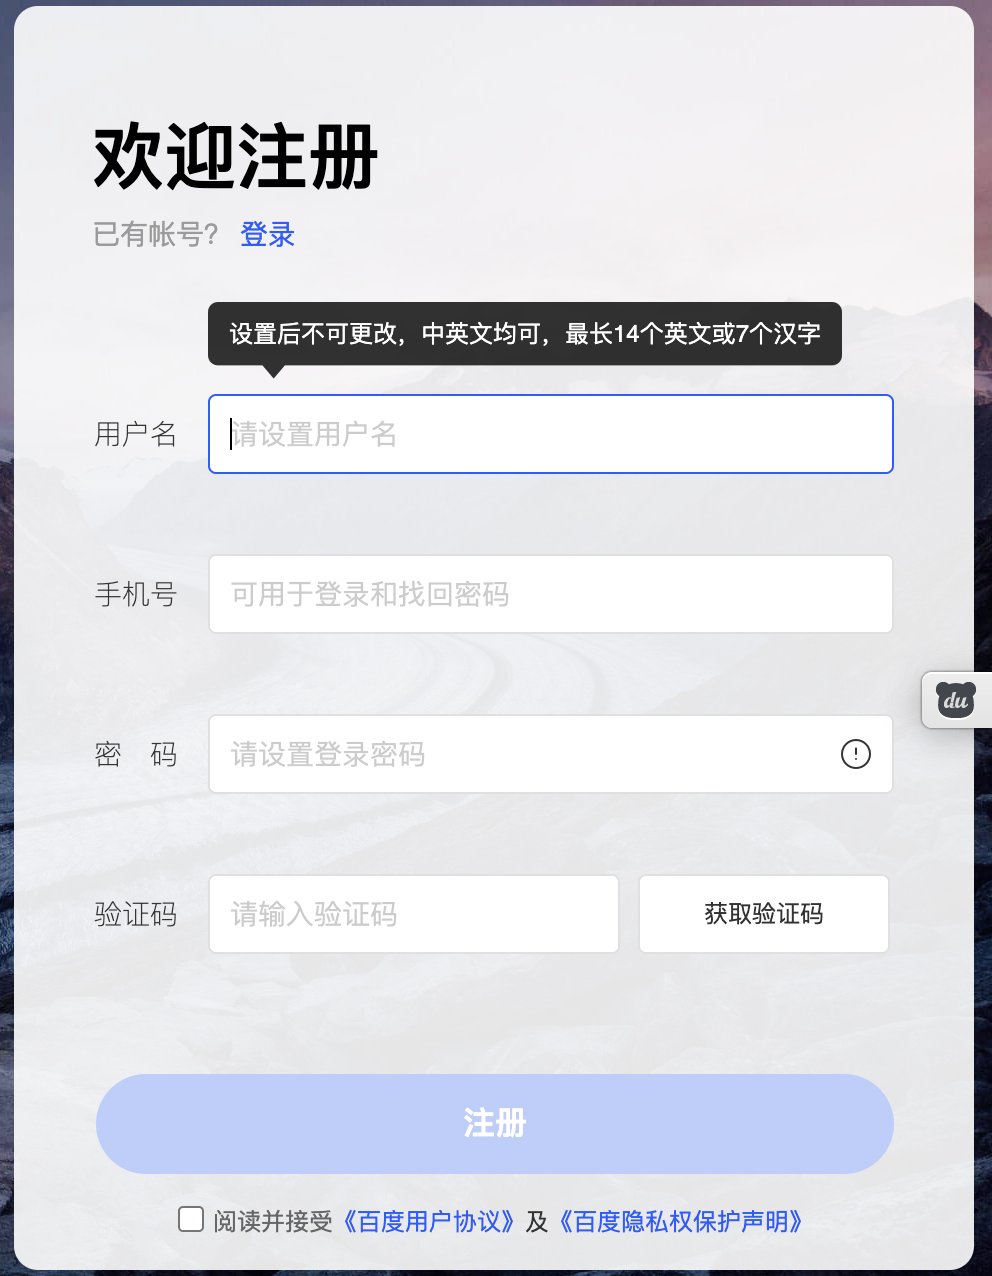 欢迎注册
已有帐号? 登录
设置后不可更改，中英文均可，最长14个英文或7个汉字
用户名 请设置用户名
手机号 可用于登录和找回密码
du
密 码 请设置登录密码
验证码 请输入验证码 获取验证码
注册
阅读并接受《百度用户协议》及《百度隐私权保护声明》